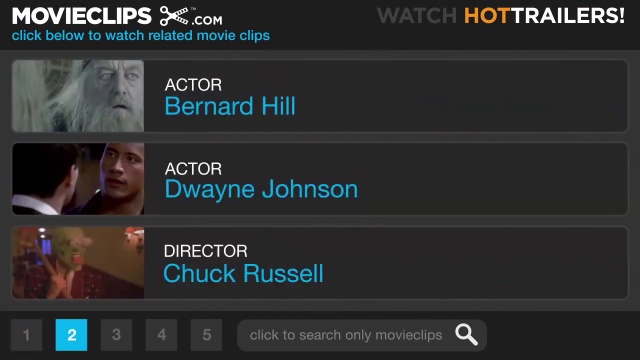 MOVIECLIPS .COM™
WATCH HOTTRAILERS!
click below to watch related movie clips
ACTOR
Bernard Hill
ACTOR
Dwayne Johnson
DIRECTOR
Chuck Russell
1 2 3 4 5 click to search only movieclips